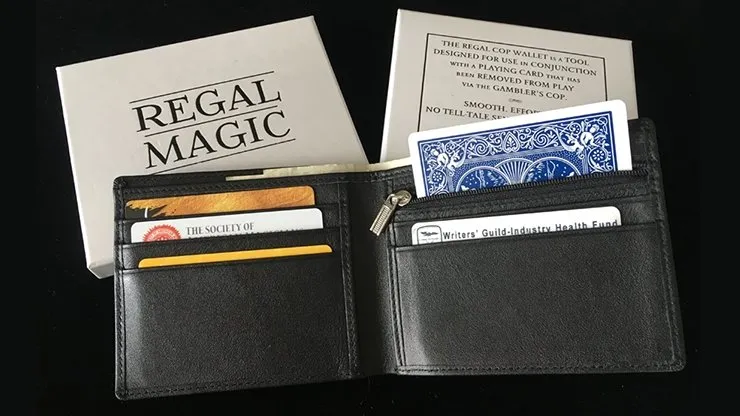 REGAL
MAGIC
THE REGAL COP WALLET IS A TOOL
DESIGNED FOR USE IN CONJUNCTION
WITH A PLAYING CARD THAT HAS
BEEN REMOVED FROM PLAY
VIA THE GAMBLER'S COP.
SMOOTH.
NO TELL-TALE
THE SOCIETY OF
Writers' Guild-Industry Health Fund